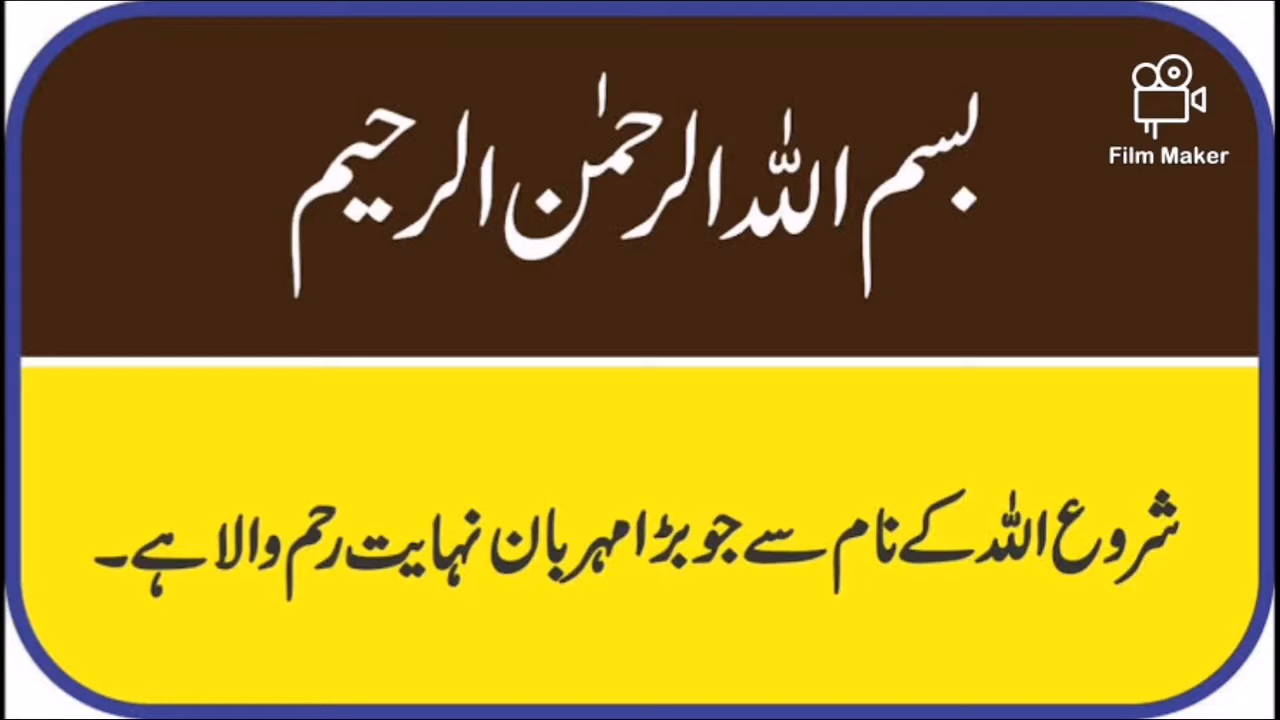 بسم اللہ الرحمٰن الرحیم
Film Maker
شروع اللہ کے نام سے جو بڑا مہربان نہایت رحم والا ہے۔